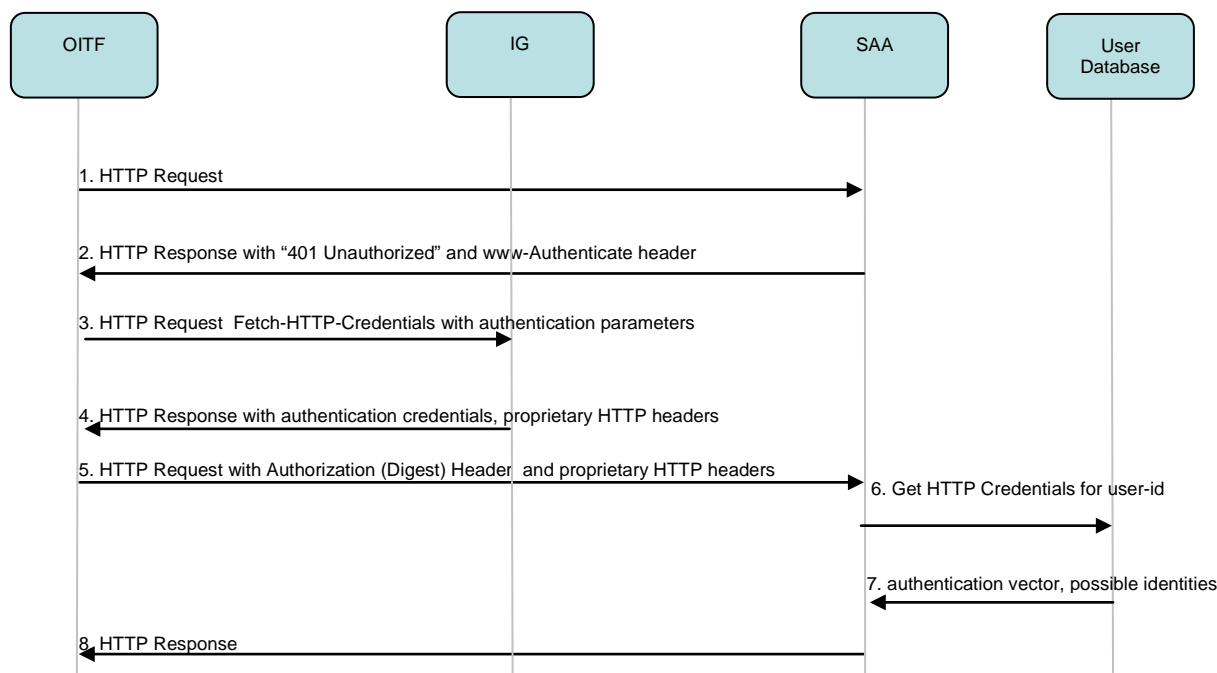 OITF
IG
SAA
User
Database
1. HTTP Request
2. HTTP Response with “401 Unauthorized” and www-Authenticate header
3. HTTP Request  Fetch-HTTP-Credentials with authentication parameters
4. HTTP Response with authentication credentials, proprietary HTTP headers
5. HTTP Request with Authorization (Digest) Header  and proprietary HTTP headers
6. Get HTTP Credentials for user-id
7. authentication vector, possible identities
8. HTTP Response